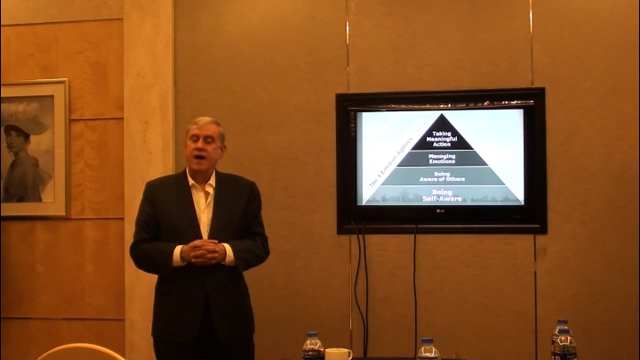 Taking
Meaningful
Action
Managing
Emotions
Being
Aware of Others
Being
Self-Aware
LG